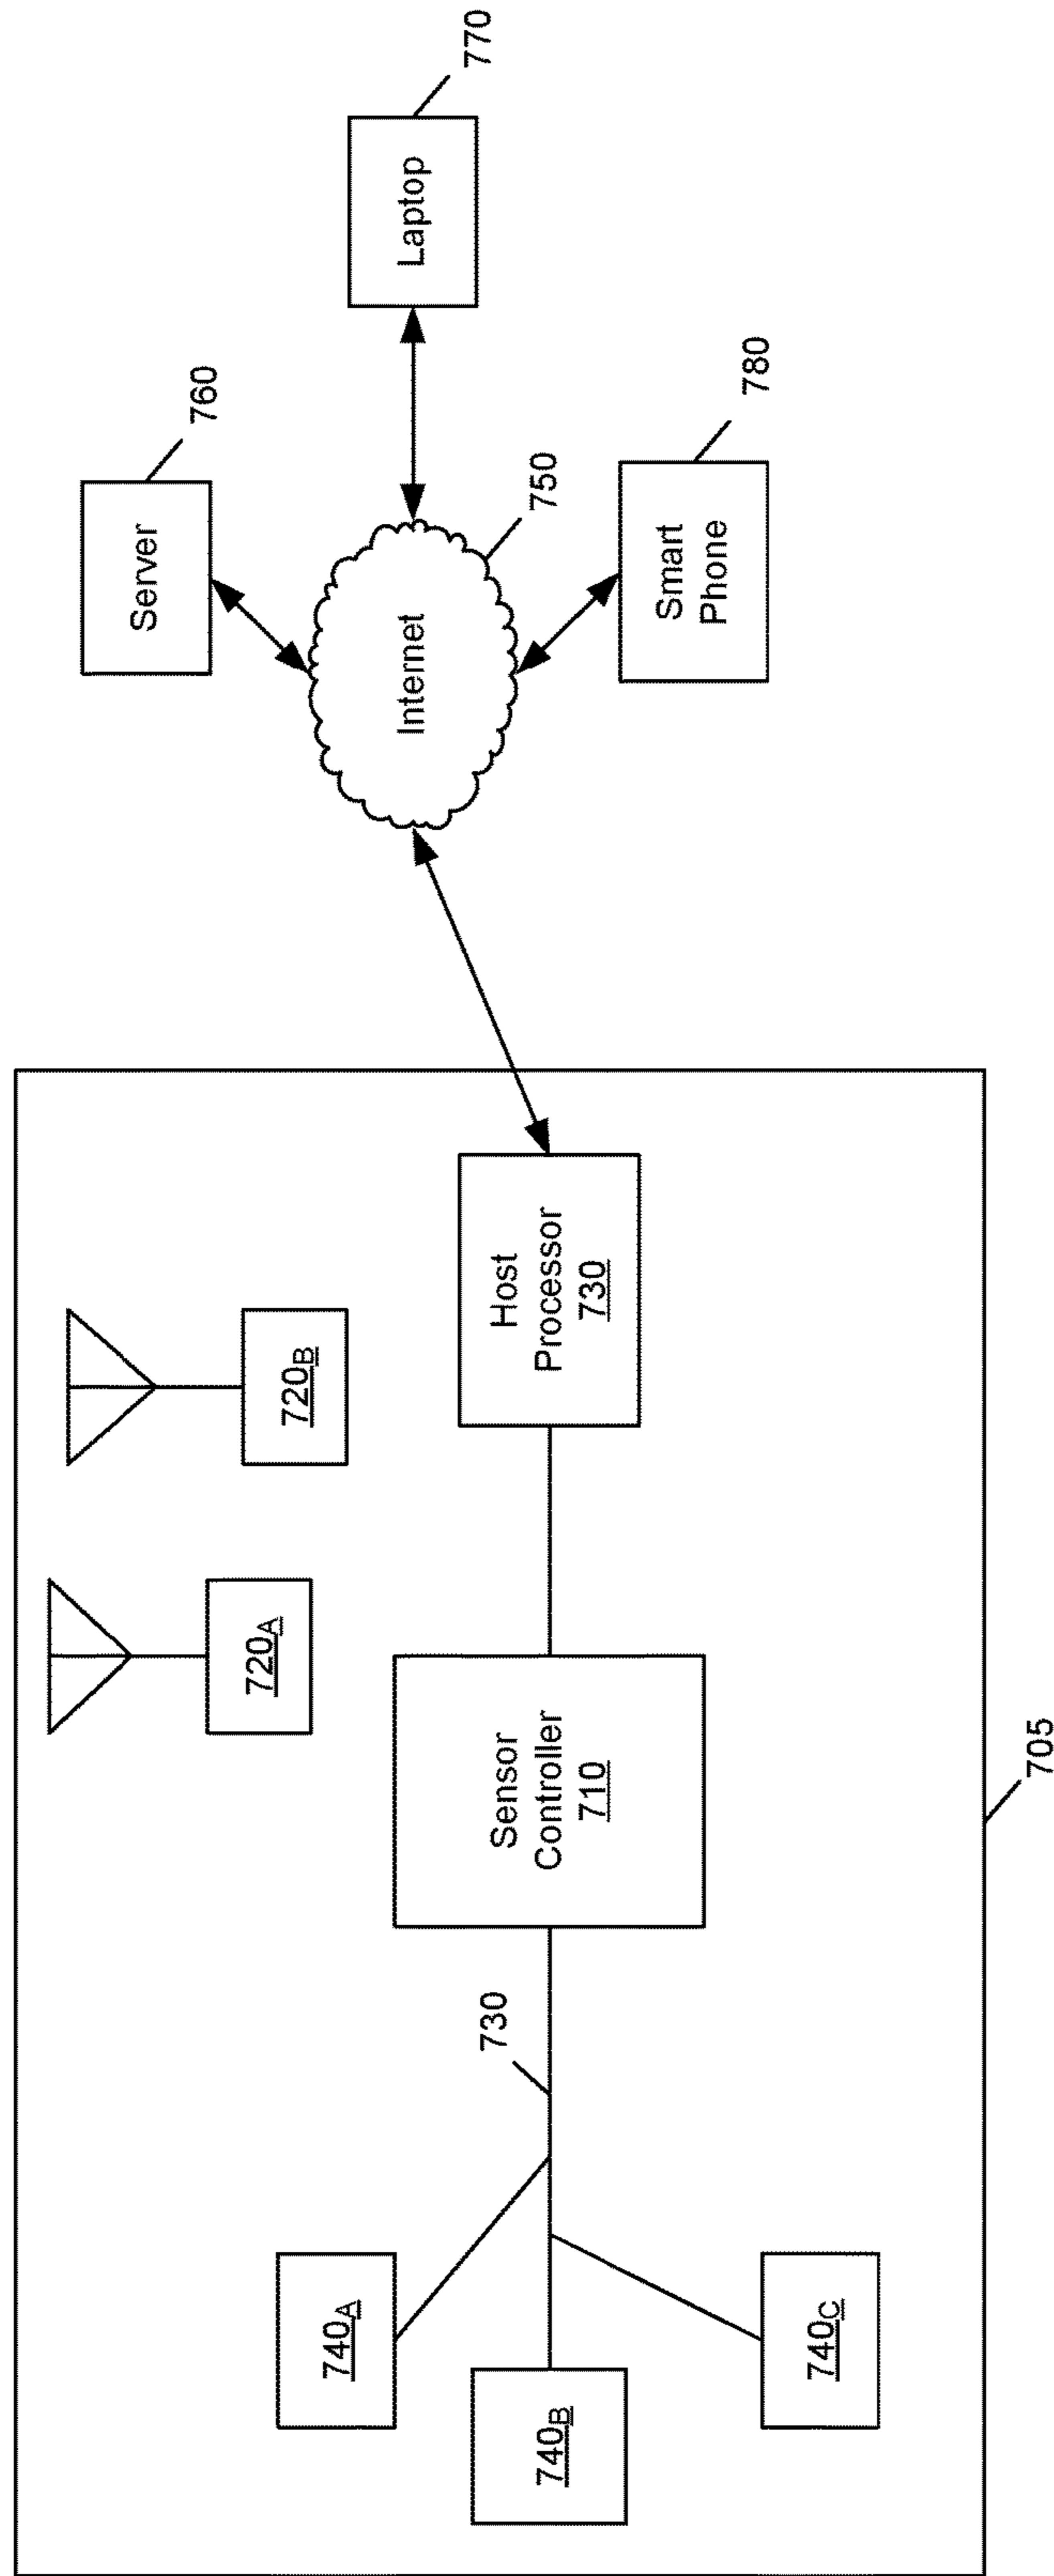 720A
720B
740A
740B
740C
730
Sensor
Controller
710
Host
Processor
730
705
Internet
750
Server
760
Laptop
770
Smart
Phone
780